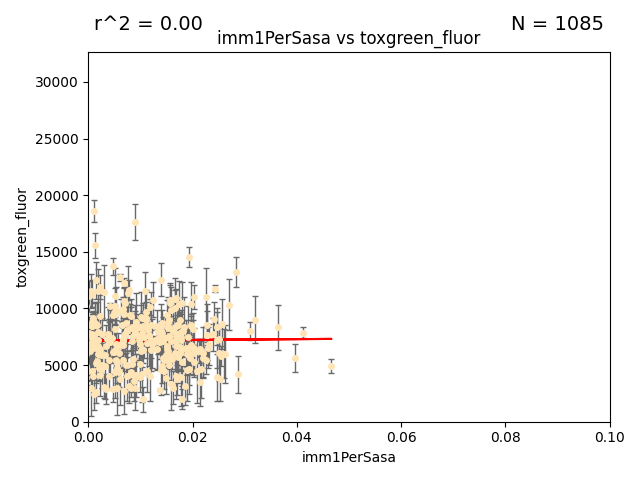 r^2 = 0.00
N = 1085
imm1PerSasa vs toxgreen_fluor
30000
25000
20000
15000
10000
5000
0
toxgreen_fluor
0.00
0.02
0.04
0.06
0.08
0.10
imm1PerSasa